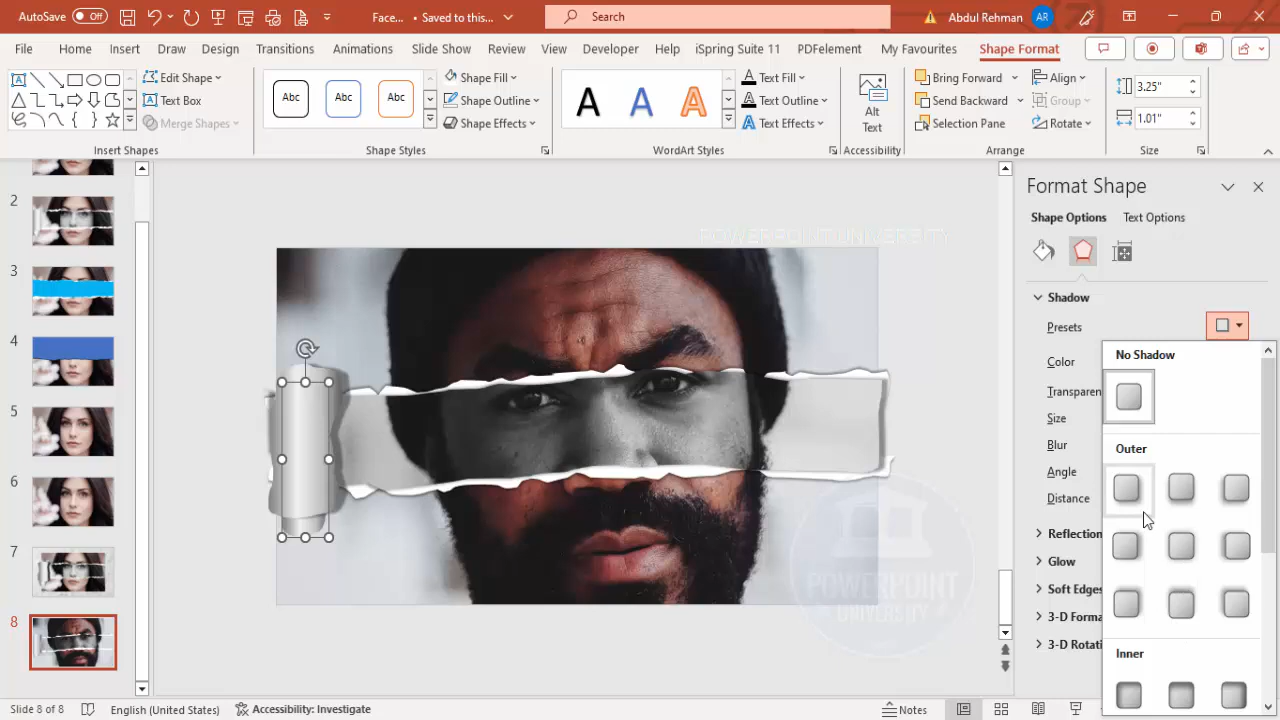 AutoSave Off Face... • Saved to this... Search Abdul Rehman AR
File Home Insert Draw Design Transitions Animations Slide Show Review View Developer Help iSpring Suite 11 PDFelement My Favourites Shape Format
Edit Shape Abc Abc Abc Shape Fill A A A Text Fill Alt Text Bring Forward Align 3.25"
Text Box Shape Outline Text Outline Send Backward Group 1.01"
Merge Shapes Shape Effects Text Effects Selection Pane Rotate
Insert Shapes Shape Styles WordArt Styles Accessibility Arrange Size
2
3
4
5
6
7
8
POWERPOINT UNIVERSITY
POWERPOINT
UNIVERSITY
Format Shape
Shape Options Text Options
Shadow
Presets
Color
Transparen
Size
Blur
Angle
Distance
Reflection
Glow
Soft Edges
3-D Forma
3-D Rotati
No Shadow
Outer
Inner
Slide 8 of 8 English (United States) Accessibility: Investigate Notes